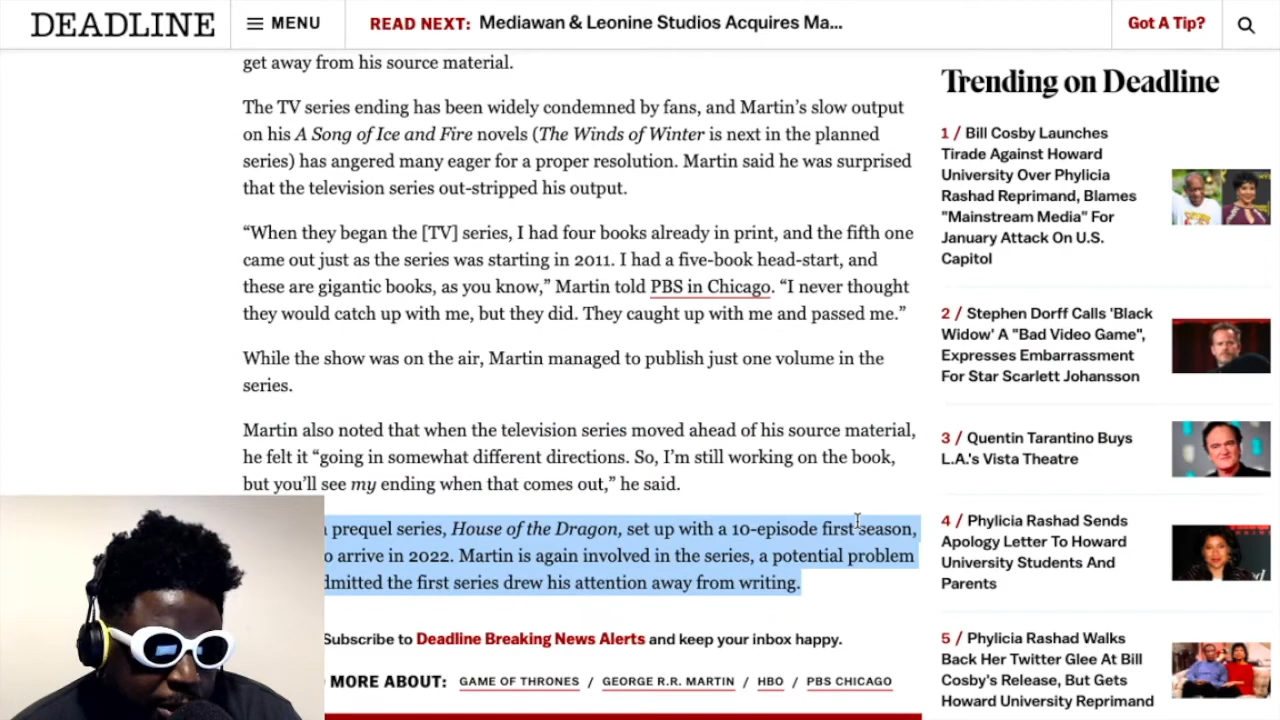 DEADLINE
MENU
READ NEXT: Mediawan & Leonine Studios Acquires Ma...
Got A Tip?
get away from his source material.
The TV series ending has been widely condemned by fans, and Martin’s slow output
on his A Song of Ice and Fire novels (The Winds of Winter is next in the planned
series) has angered many eager for a proper resolution. Martin said he was surprised
that the television series out-stripped his output.
“When they began the [TV] series, I had four books already in print, and the fifth one
came out just as the series was starting in 2011. I had a five-book head-start, and
these are gigantic books, as you know,” Martin told PBS in Chicago. “I never thought
they would catch up with me, but they did. They caught up with me and passed me.”
While the show was on the air, Martin managed to publish just one volume in the
series.
Martin also noted that when the television series moved ahead of his source material,
he felt it “going in somewhat different directions. So, I’m still working on the book,
but you’ll see my ending when that comes out,” he said.
prequel series, House of the Dragon, set up with a 10-episode first season,
arrive in 2022. Martin is again involved in the series, a potential problem
dmitted the first series drew his attention away from writing.
Subscribe to Deadline Breaking News Alerts and keep your inbox happy.
MORE ABOUT: GAME OF THRONES / GEORGE R.R. MARTIN / HBO / PBS CHICAGO
Trending on Deadline
1 / Bill Cosby Launches
Tirade Against Howard
University Over Phylicia
Rashad Reprimand, Blames
"Mainstream Media" For
January Attack On U.S.
Capitol
2 / Stephen Dorff Calls 'Black
Widow' A "Bad Video Game",
Expresses Embarrassment
For Star Scarlett Johansson
3 / Quentin Tarantino Buys
L.A.'s Vista Theatre
4 / Phylicia Rashad Sends
Apology Letter To Howard
University Students And
Parents
5 / Phylicia Rashad Walks
Back Her Twitter Glee At Bill
Cosby's Release, But Gets
Howard University Reprimand